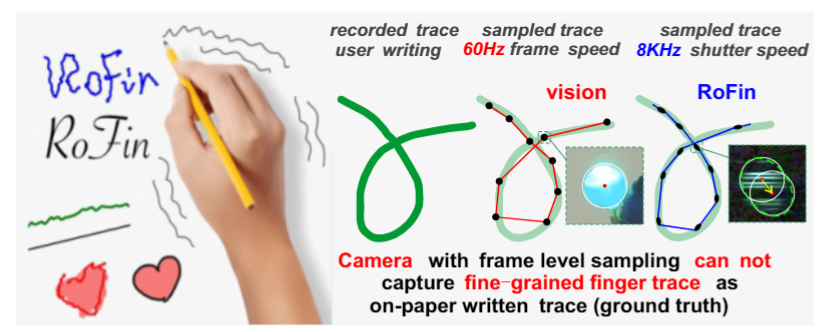 RoFin
RoFin
recorded trace
user writing
sampled trace
60Hz frame speed
sampled trace
8KHz shutter speed
vision
RoFin
Camera with frame level sampling can not
capture fine-grained finger trace as
on-paper written trace (ground truth)